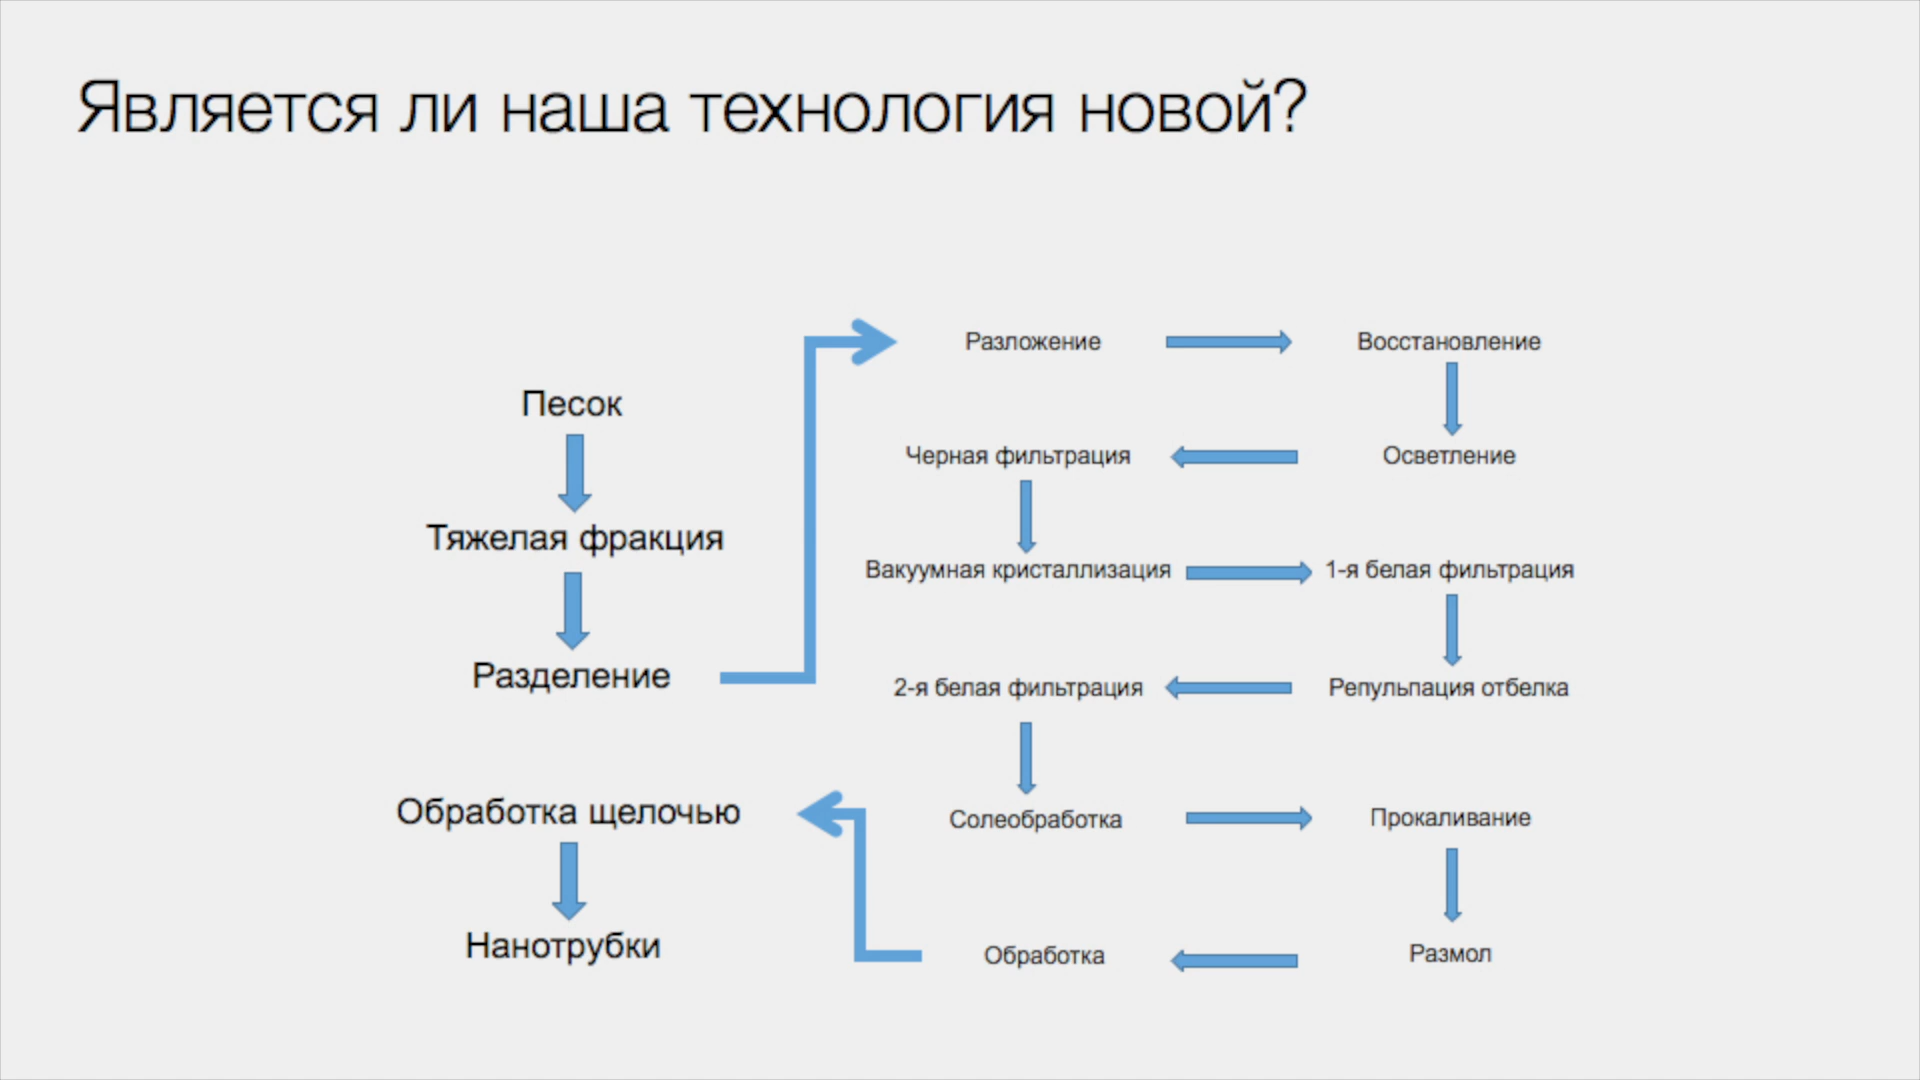 Является ли наша технология новой?
Песок
Тяжелая фракция
Разделение
Разложение
Восстановление
Осветление
Черная фильтрация
Вакуумная кристаллизация
1-я белая фильтрация
Репульпация отбелка
2-я белая фильтрация
Солеобработка
Прокаливание
Размол
Обработка
Обработка щелочью
Нанотрубки